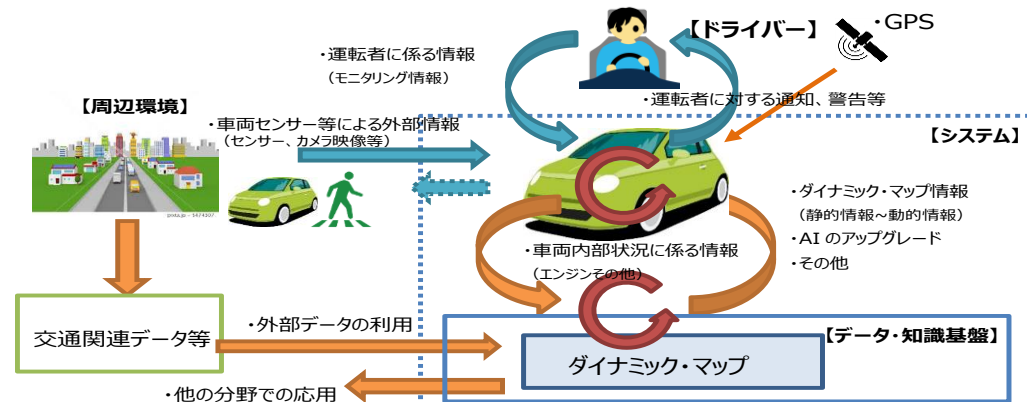 【ドライバー】
・GPS
・運転者に係る情報
（モニタリング情報）
・運転者に対する通知、警告等
【周辺環境】
・車両センサー等による外部情報
（センサー、カメラ映像等）
【システム】
pixta.jp - 5474307
・ダイナミック・マップ情報
（静的情報～動的情報）
・AI のアップグレード
・その他
・車両内部状況に係る情報
（エンジンその他）
交通関連データ等
・外部データの利用
【データ・知識基盤】
ダイナミック・マップ
・他の分野での応用